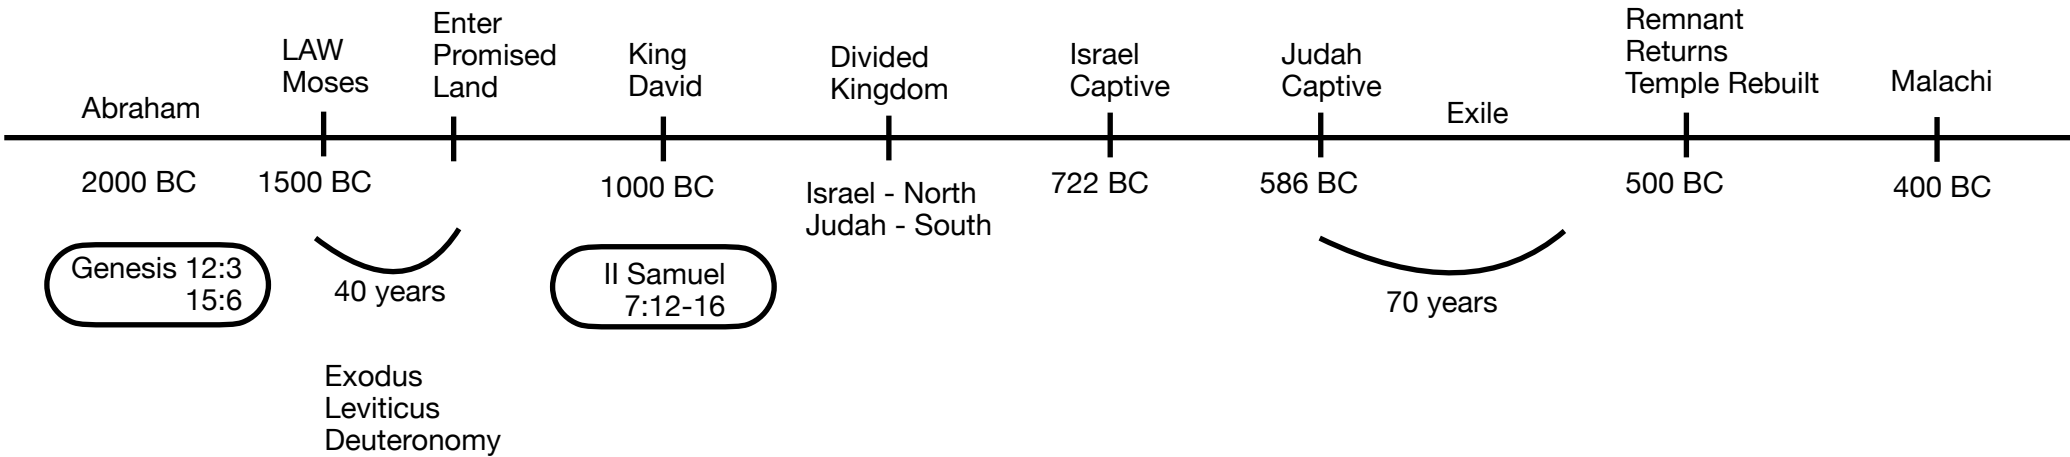 Abraham
LAW
Moses
Enter
Promised
Land
King
David
Divided
Kingdom
Israel
Captive
Judah
Captive
Exile
Remnant
Returns
Temple Rebuilt
Malachi
2000 BC
1500 BC
1000 BC
Israel - North
Judah - South
722 BC
586 BC
500 BC
400 BC
Genesis 12:3
15:6
40 years
II Samuel
7:12-16
70 years
Exodus
Leviticus
Deuteronomy